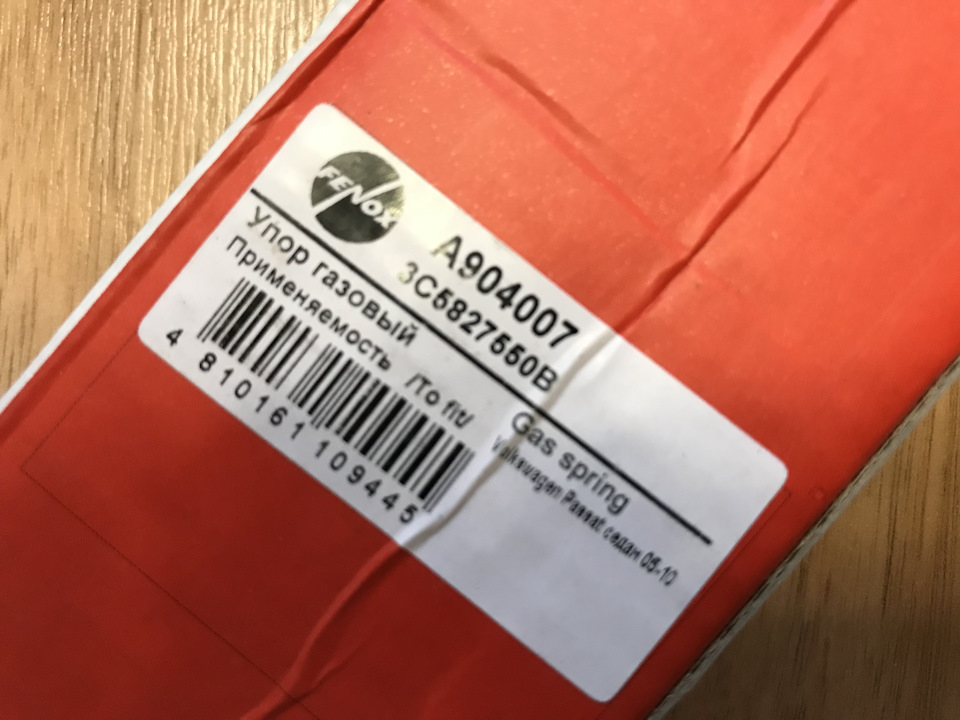 FENOX
A904007
3C5827550B
Упор газовый
Gas spring
Применяемость /To fit/
Volkswagen Passat седан 05-10
4 810161 109445